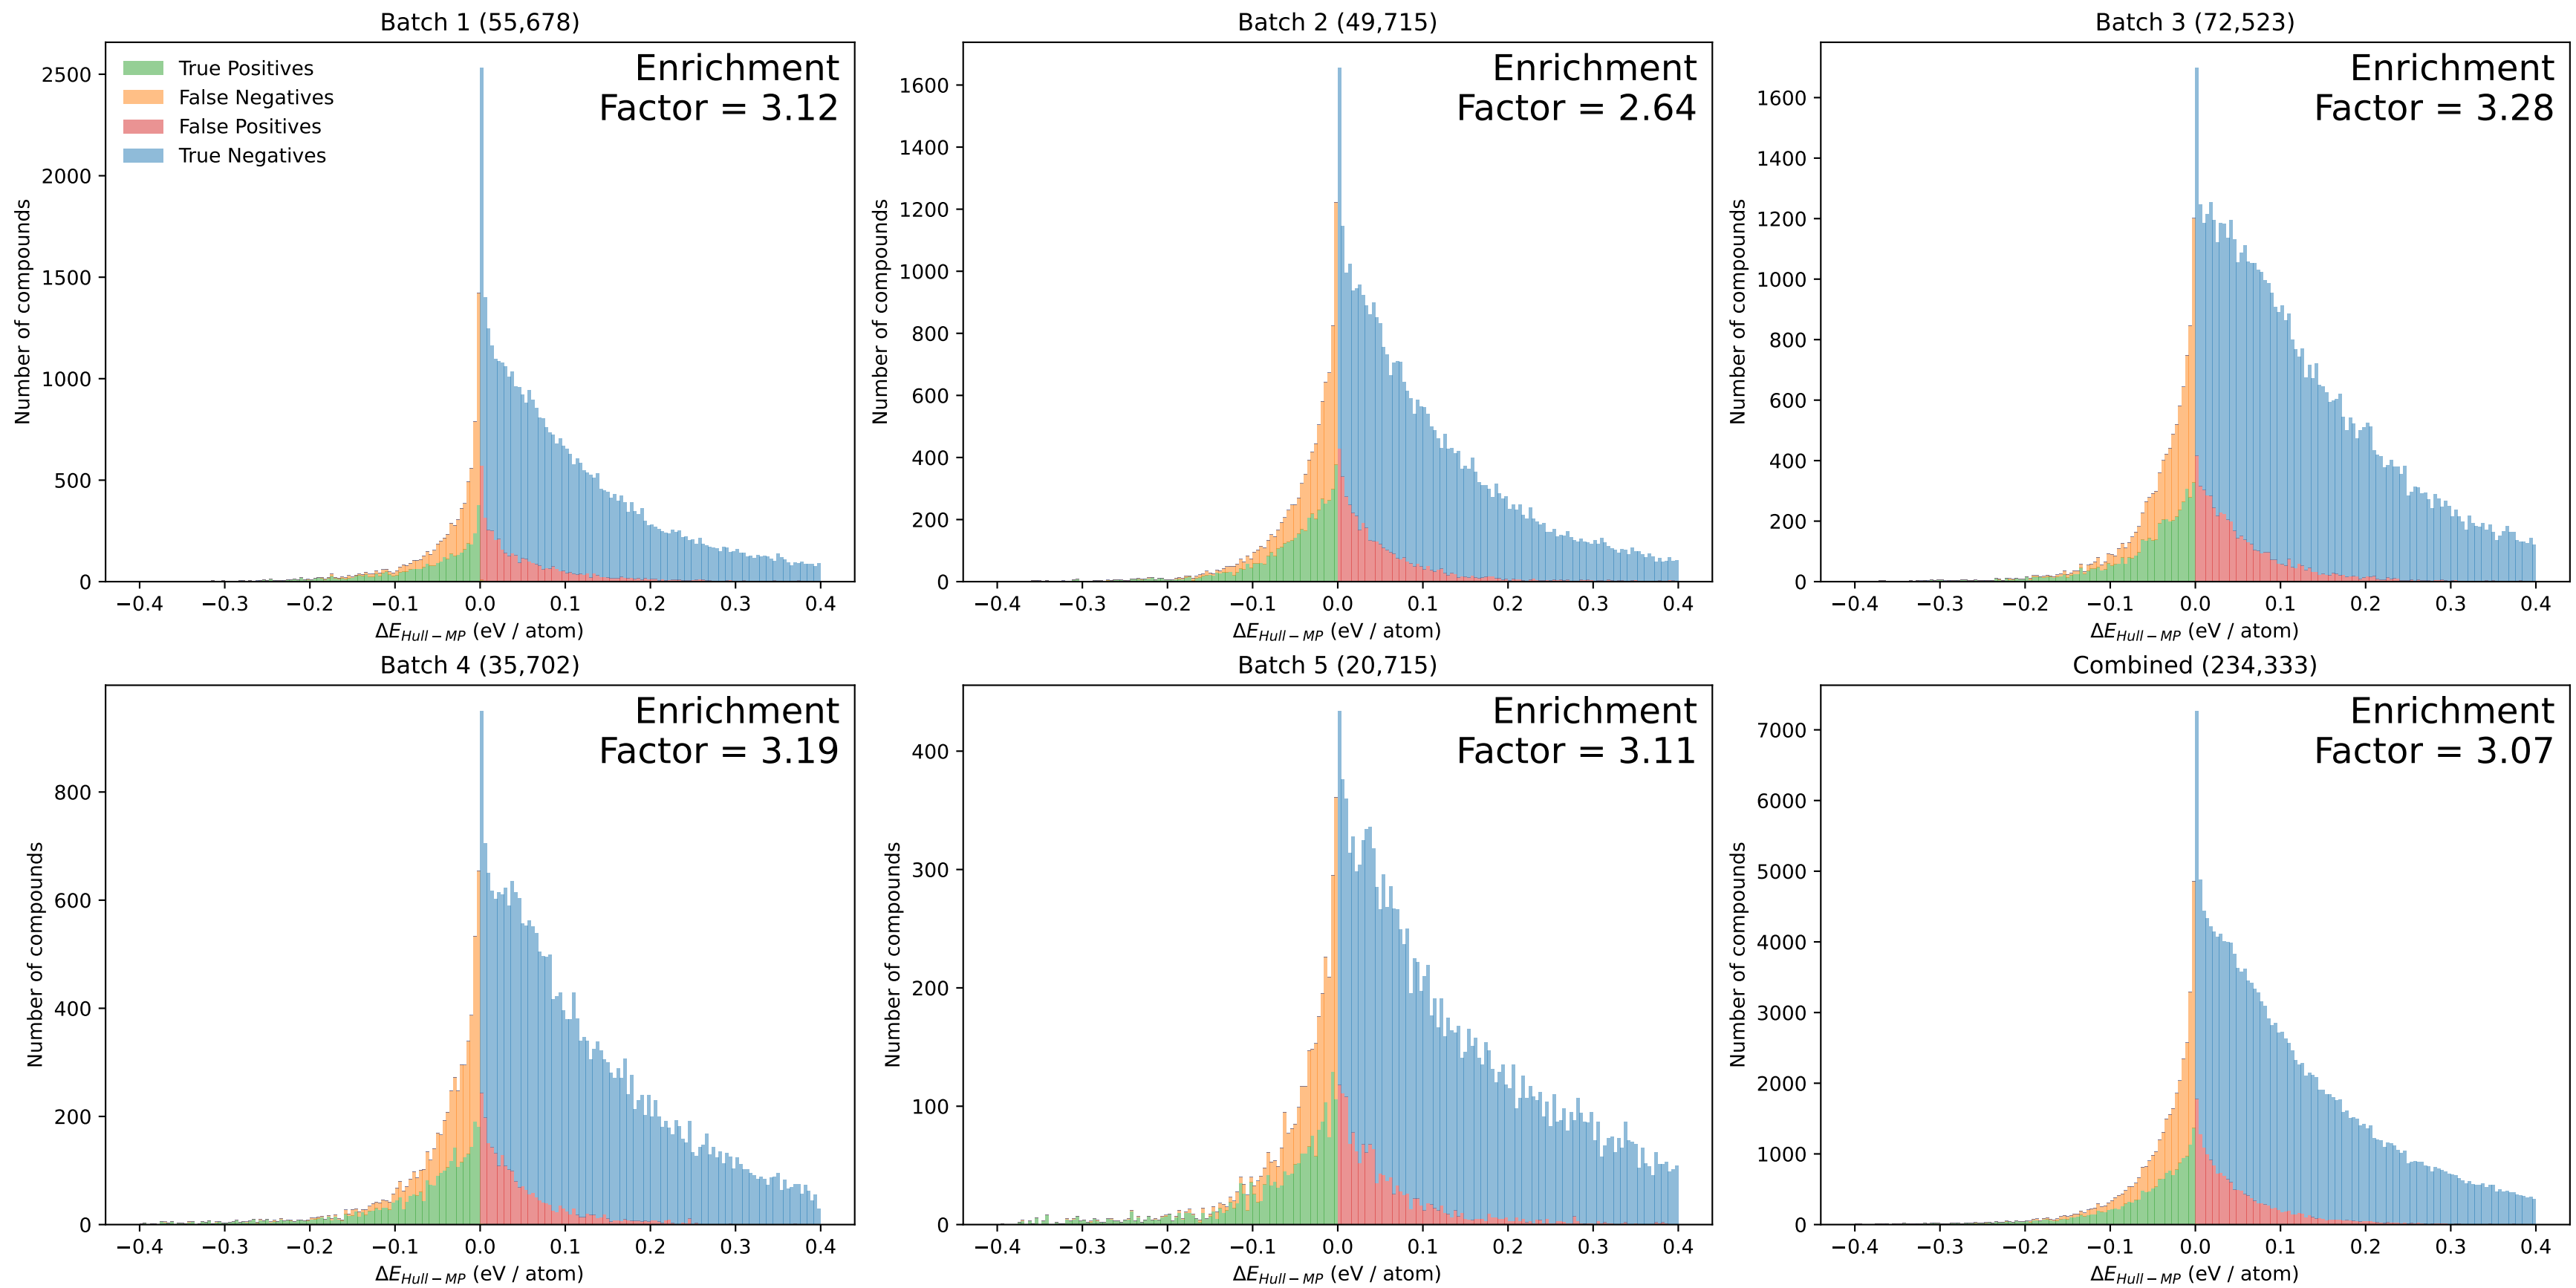 Batch 1 (55,678)
Enrichment
Factor = 3.12
True Positives
False Negatives
False Positives
True Negatives
Number of compounds
2500
2000
1500
1000
500
0
−0.4 −0.3 −0.2 −0.1 0.0 0.1 0.2 0.3 0.4
ΔE_Hull−MP (eV / atom)
Batch 2 (49,715)
Enrichment
Factor = 2.64
Number of compounds
1600
1400
1200
1000
800
600
400
200
0
−0.4 −0.3 −0.2 −0.1 0.0 0.1 0.2 0.3 0.4
ΔE_Hull−MP (eV / atom)
Batch 3 (72,523)
Enrichment
Factor = 3.28
Number of compounds
1600
1400
1200
1000
800
600
400
200
0
−0.4 −0.3 −0.2 −0.1 0.0 0.1 0.2 0.3 0.4
ΔE_Hull−MP (eV / atom)
Batch 4 (35,702)
Enrichment
Factor = 3.19
Number of compounds
800
600
400
200
0
−0.4 −0.3 −0.2 −0.1 0.0 0.1 0.2 0.3 0.4
ΔE_Hull−MP (eV / atom)
Batch 5 (20,715)
Enrichment
Factor = 3.11
Number of compounds
400
300
200
100
0
−0.4 −0.3 −0.2 −0.1 0.0 0.1 0.2 0.3 0.4
ΔE_Hull−MP (eV / atom)
Combined (234,333)
Enrichment
Factor = 3.07
Number of compounds
7000
6000
5000
4000
3000
2000
1000
0
−0.4 −0.3 −0.2 −0.1 0.0 0.1 0.2 0.3 0.4
ΔE_Hull−MP (eV / atom)